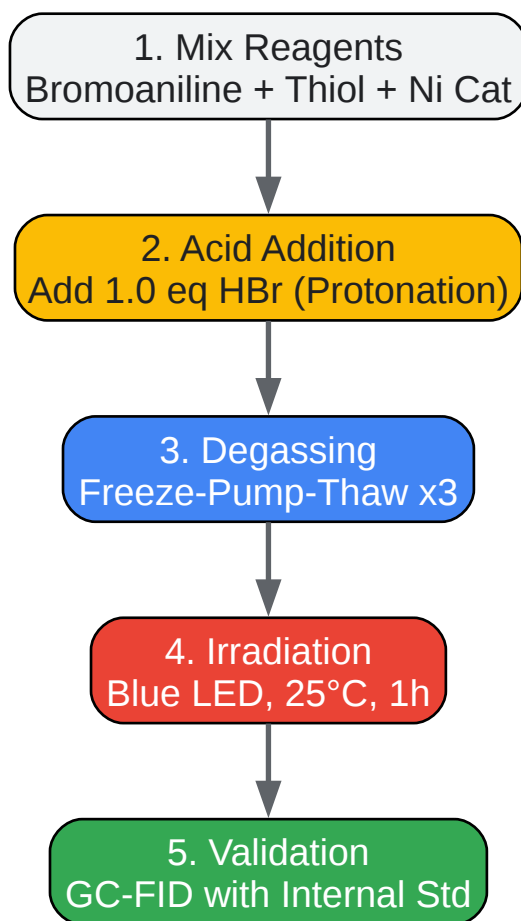 1. Mix Reagents
Bromoaniline + Thiol + Ni Cat
2. Acid Addition
Add 1.0 eq HBr (Protonation)
3. Degassing
Freeze-Pump-Thaw x3
4. Irradiation
Blue LED, 25°C, 1h
5. Validation
GC-FID with Internal Std